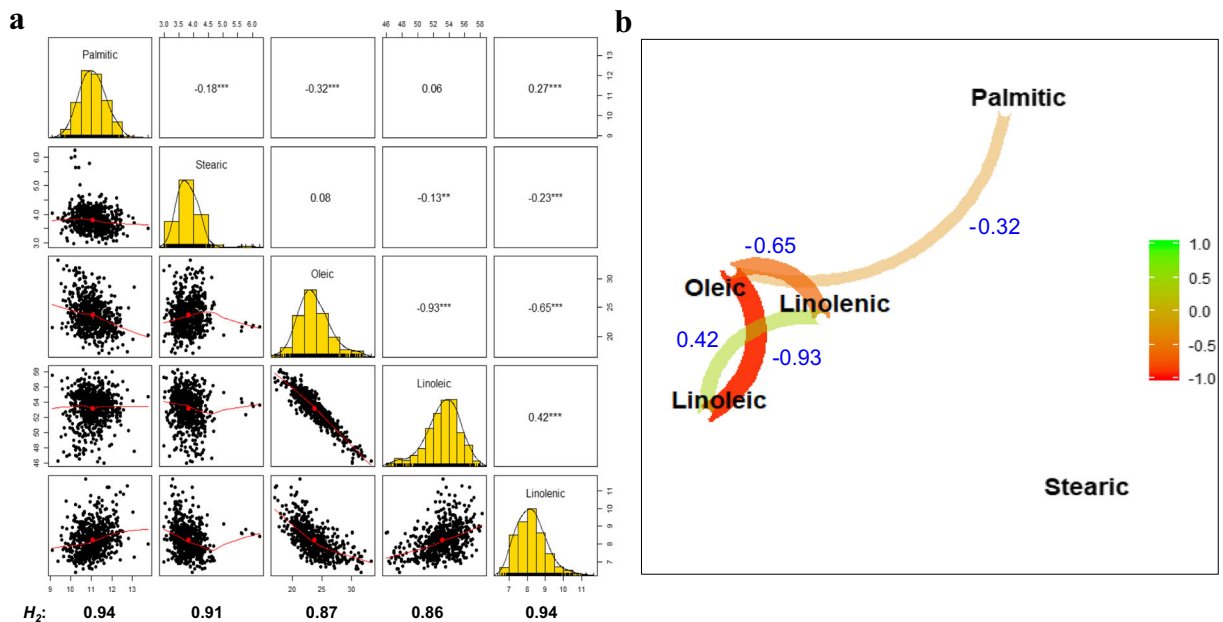 a
3.0 3.5 4.0 4.5 5.0 5.5 6.0
46 48 50 52 54 56 58
Palmitic
-0.18***
-0.32***
0.06
0.27***
9 10 11 12 13
3.0 4.0 5.0 6.0
Stearic
0.08
-0.13**
-0.23***
Oleic
-0.93***
-0.65***
20 25 30
46 48 50 52 54 56 58
Linoleic
0.42***
Linolenic
7 8 9 10 11
9 10 11 12 13
20 25 30
7 8 9 10 11
H2: 0.94 0.91 0.87 0.86 0.94
b
Palmitic
-0.32
-0.65
Oleic
Linolenic
0.42
-0.93
Linoleic
Stearic
1.0
0.5
0.0
-0.5
-1.0